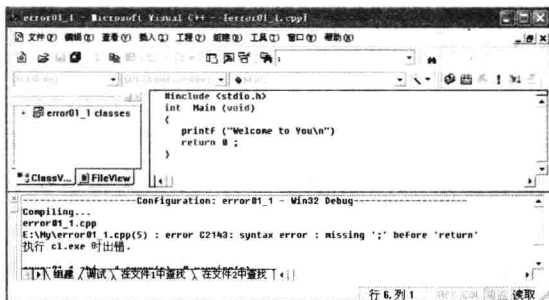 error01_1 - Microsoft Visual C++ - [error01_1.cpp]
文件(F) 编辑(E) 查看(V) 插入(I) 工程(P) 组建(B) 工具(T) 窗口(W) 帮助(H)
error01_1 classes
#include <stdio.h>
int Main (void)
{
printf ("Welcome to You\n")
return 0 ;
}
ClassV... FileView
Configuration: error01_1 - Win32 Debug
Compiling...
error01_1.cpp
E:\My\error01_1.cpp(5) : error C2143: syntax error : missing ';' before 'return'
执行 cl.exe 时出错.
组建 调试 在文件1中查找 在文件2中查找
行 6, 列 1 读取